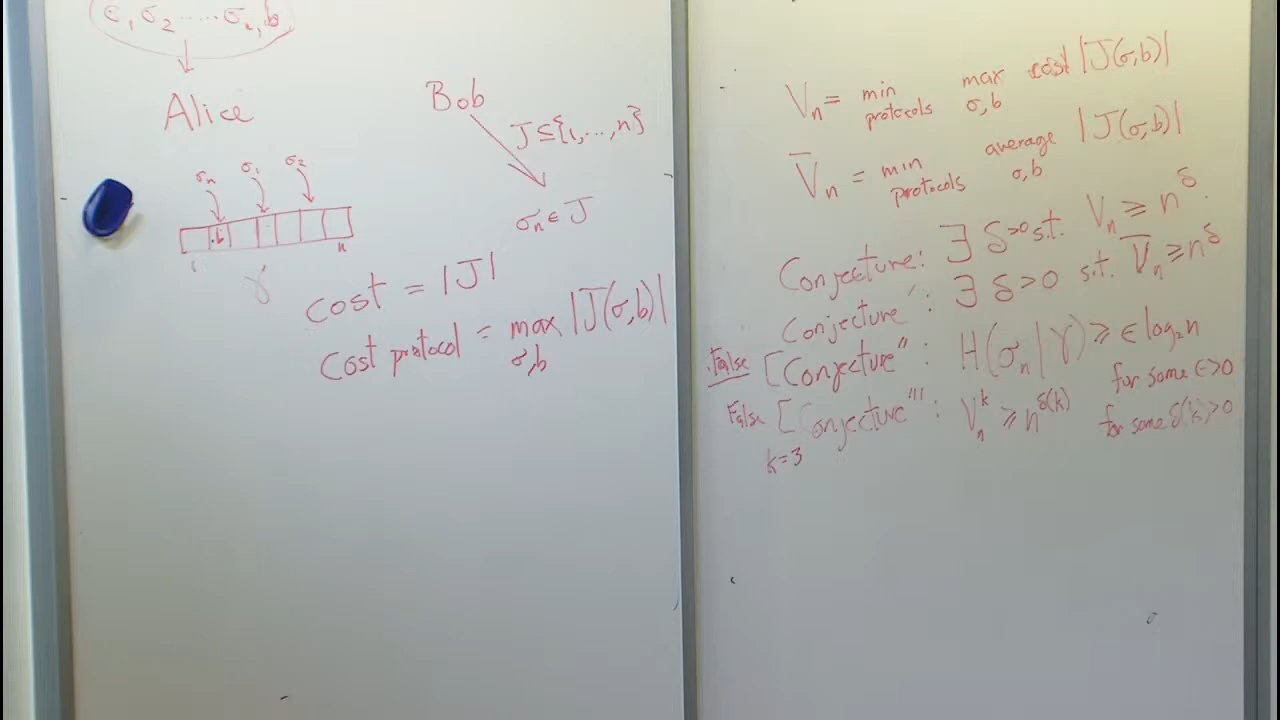 σ₁ σ₂ ..... σₙ, b
Alice
σₙ σ₁ σ₂
b
1 n
γ
Bob
J ⊆ {1, ..., n}
σₙ ∈ J
cost = |J|
cost protocol = max |J(σ,b)|
σ,b
Vₙ = min max cost |J(σ,b)|
protocols σ,b
V̄ₙ = min average |J(σ,b)|
protocols σ,b
Conjecture: ∃ δ>0 s.t. Vₙ ≥ n^δ.
Conjecture': ∃ δ>0 s.t. V̄ₙ ≥ n^δ
False [Conjecture'': H(σₙ|γ) ≥ ϵ log₂ n
for some ϵ>0
False [Conjecture''': Vₙᵏ ≥ n^δ(k) for some δ(k)>0
k=3